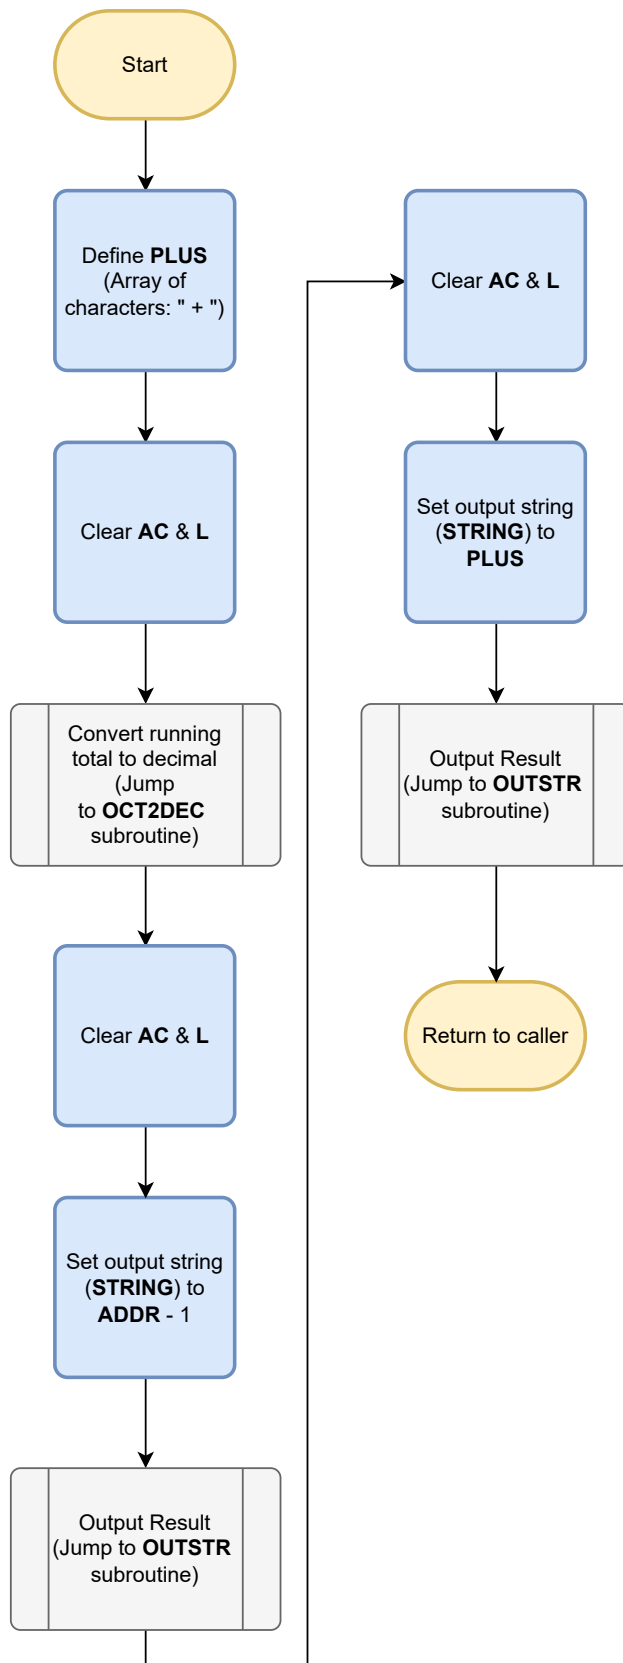 Start
Define PLUS
(Array of
characters: " + ")
Clear AC & L
Convert running
total to decimal
(Jump
to OCT2DEC
subroutine)
Clear AC & L
Set output string
(STRING) to
ADDR - 1
Output Result
(Jump to OUTSTR
subroutine)
Clear AC & L
Set output string
(STRING) to
PLUS
Output Result
(Jump to OUTSTR
subroutine)
Return to caller